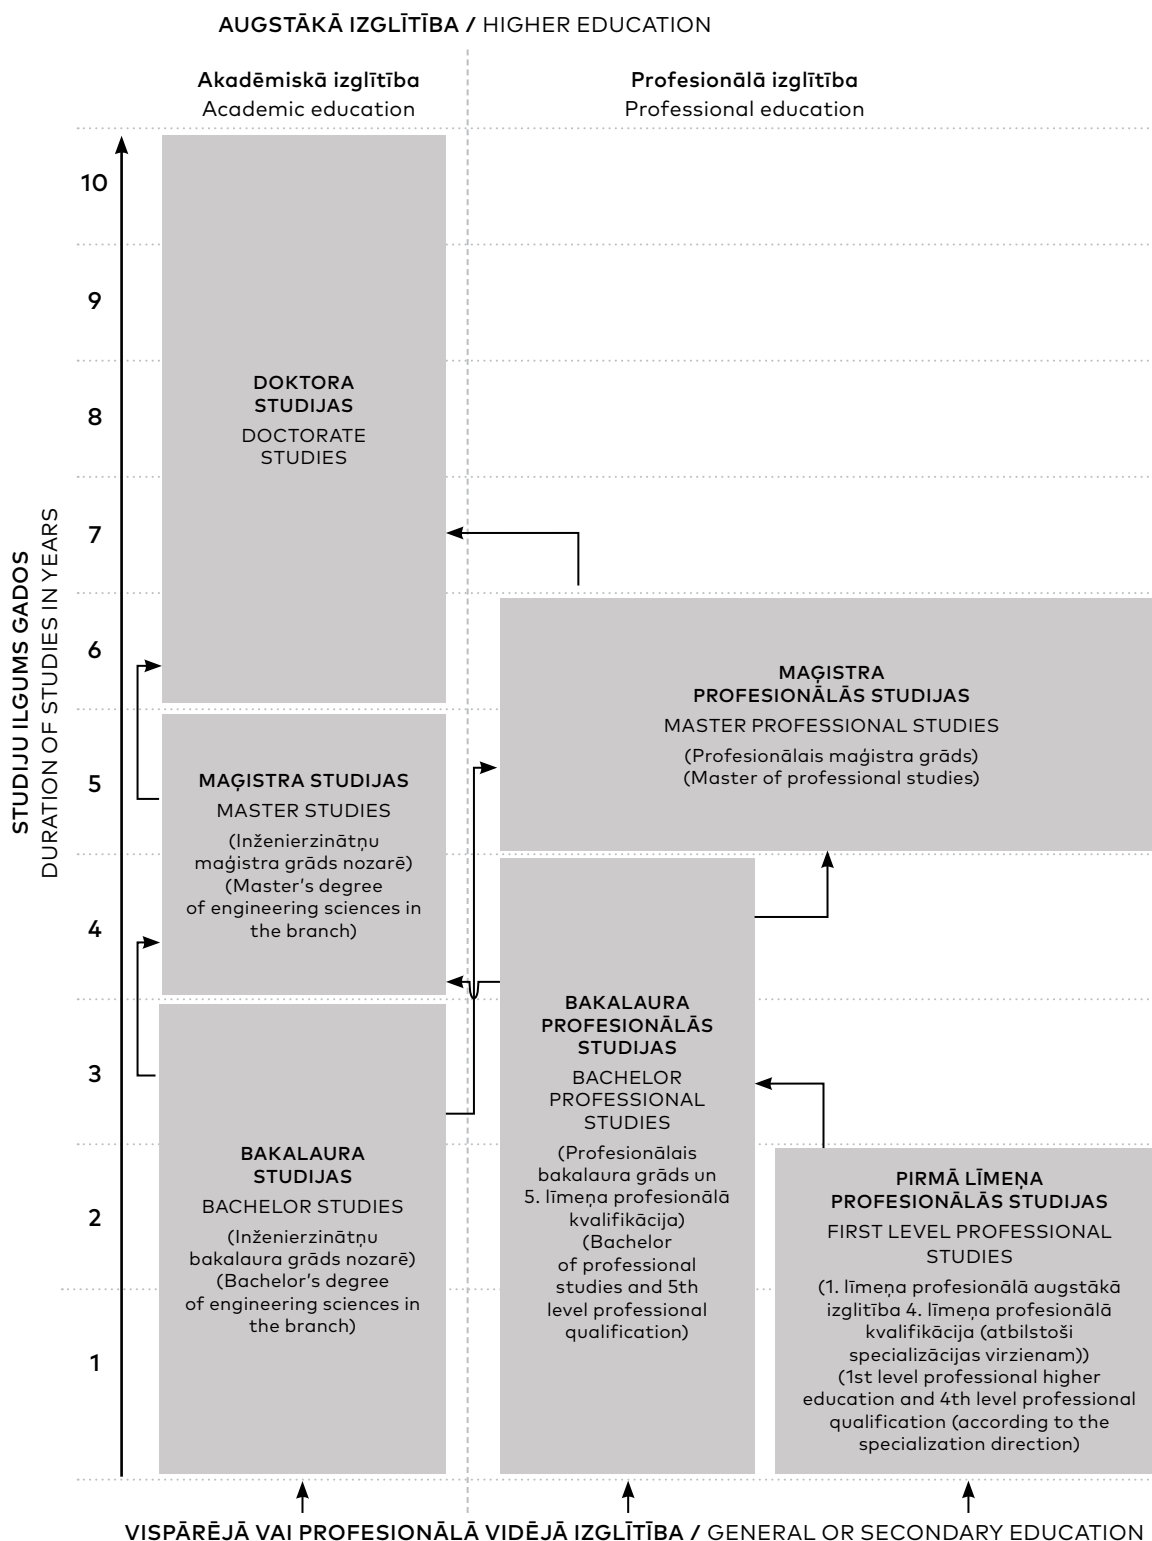 AUGSTĀKĀ IZGLĪTĪBA / HIGHER EDUCATION
Akadēmiskā izglītība
Academic education
Profesionālā izglītība
Professional education
STUDIJU ILGUMS GADOS
DURATION OF STUDIES IN YEARS
10
9
8
7
6
5
4
3
2
1
DOKTORA
STUDIJAS
DOCTORATE
STUDIES
MAĢISTRA STUDIJAS
MASTER STUDIES
(Inženierzinātņu
maģistra grāds nozarē)
(Master's degree
of engineering sciences in
the branch)
BAKALAURA
STUDIJAS
BACHELOR STUDIES
(Inženierzinātņu
bakalaura grāds nozarē)
(Bachelor's degree
of engineering sciences in
the branch)
MAĢISTRA
PROFESIONĀLĀS STUDIJAS
MASTER PROFESSIONAL STUDIES
(Profesionālais maģistra grāds)
(Master of professional studies)
BAKALAURA
PROFESIONĀLĀS
STUDIJAS
BACHELOR
PROFESSIONAL
STUDIES
(Profesionālais
bakalaura grāds un
5. līmeņa profesionālā
kvalifikācija)
(Bachelor
of professional
studies and 5th
level professional
qualification)
PIRMĀ LĪMEŅA
PROFESIONĀLĀS STUDIJAS
FIRST LEVEL PROFESSIONAL
STUDIES
(1. līmeņa profesionālā augstākā
izglītība 4. līmeņa profesionālā
kvalifikācija (atbilstoši
specializācijas virzienam))
(1st level professional higher
education and 4th level professional
qualification (according to the
specialization direction)
VISPĀRĒJĀ VAI PROFESIONĀLĀ VIDĒJĀ IZGLĪTĪBA / GENERAL OR SECONDARY EDUCATION